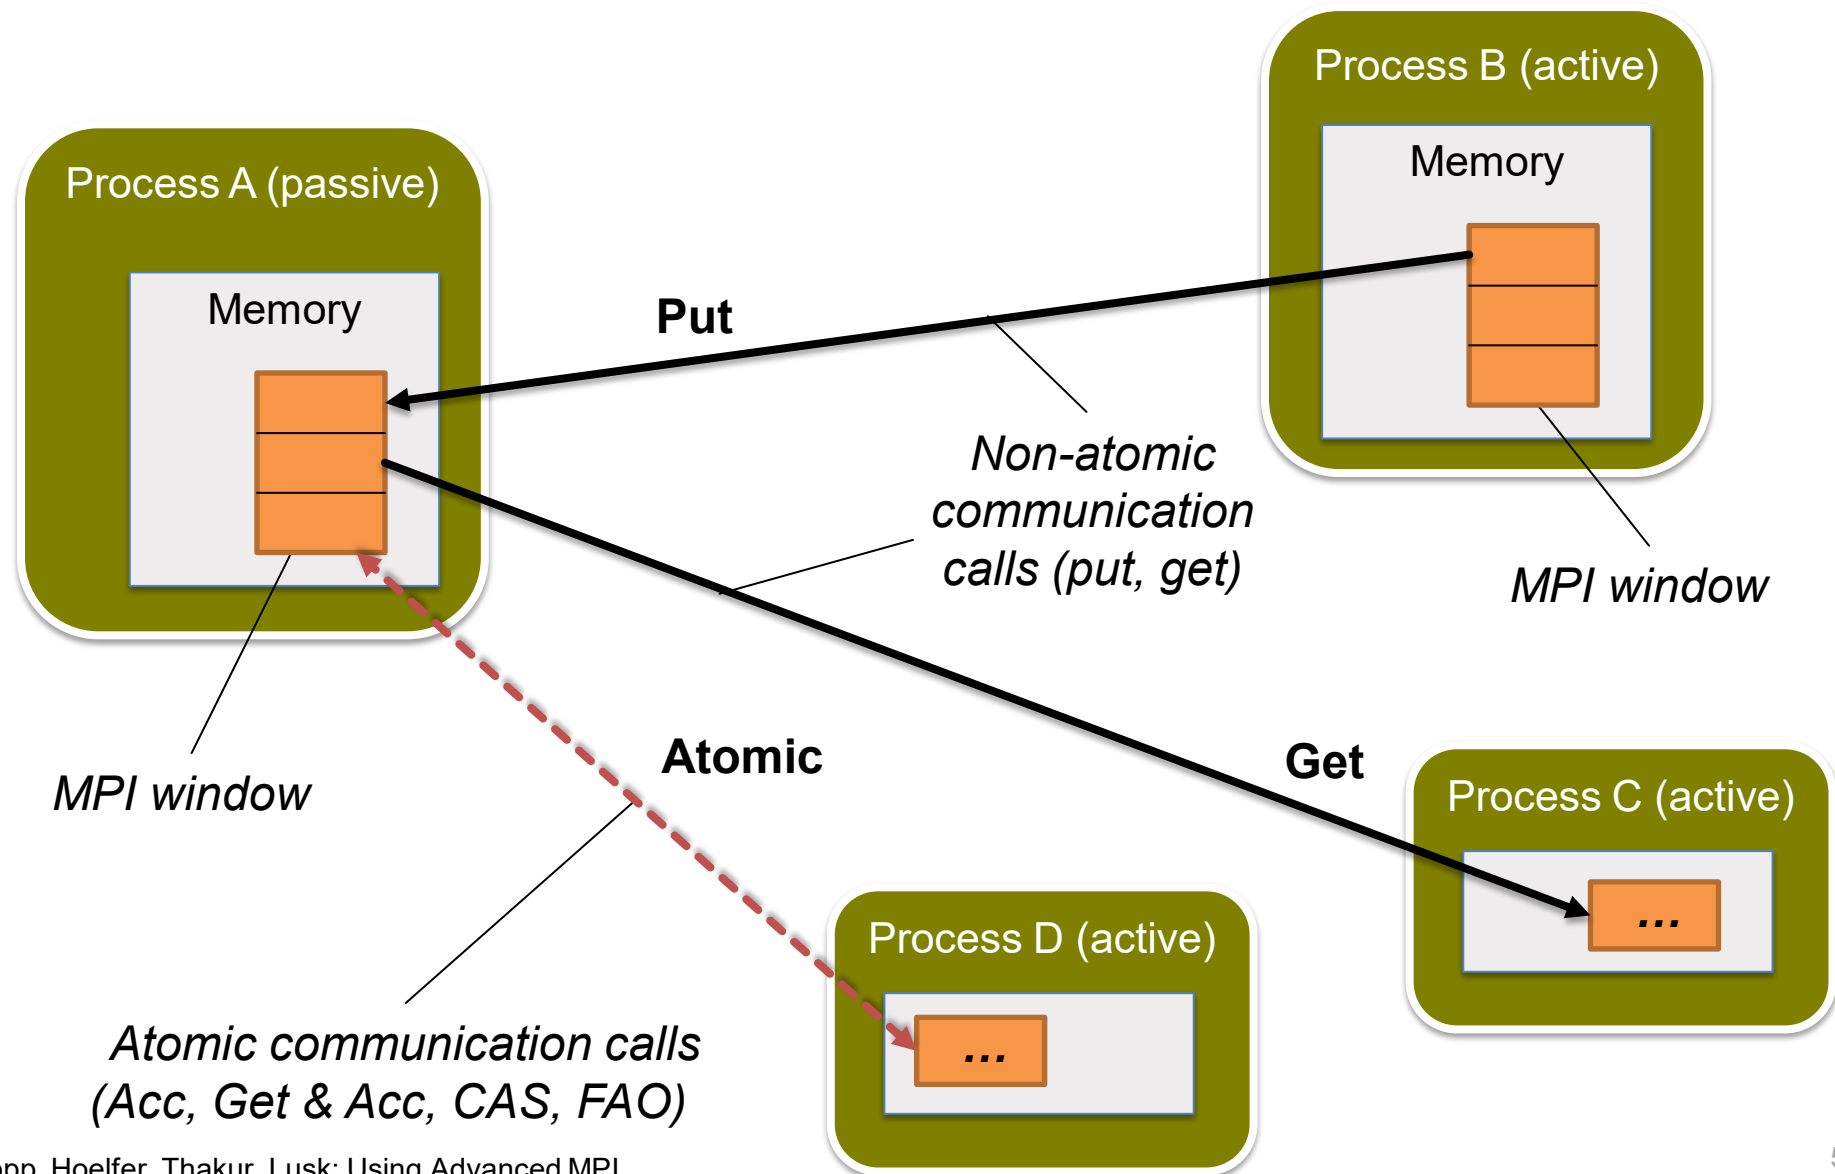 Process B (active)
Memory
Process A (passive)
Memory
Put
Non-atomic
communication
calls (put, get)
MPI window
Atomic
Get
MPI window
Process C (active)
...
Process D (active)
...
Atomic communication calls
(Acc, Get & Acc, CAS, FAO)
Hoelfer, Thakur, Lusk: Using Advanced MPI